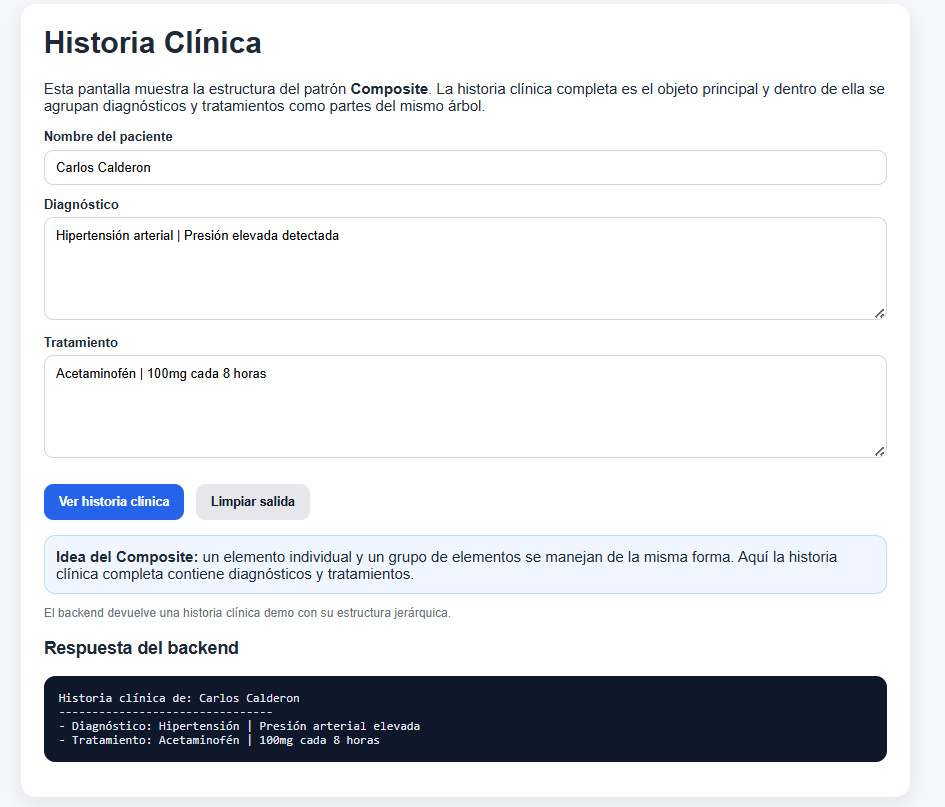 Historia Clínica
Esta pantalla muestra la estructura del patrón Composite. La historia clínica completa es el objeto principal y dentro de ella se
agrupan diagnósticos y tratamientos como partes del mismo árbol.
Nombre del paciente
Carlos Calderon
Diagnóstico
Hipertensión arterial | Presión elevada detectada
Tratamiento
Acetaminofén | 100mg cada 8 horas
Ver historia clínica Limpiar salida
Idea del Composite: un elemento individual y un grupo de elementos se manejan de la misma forma. Aquí la historia
clínica completa contiene diagnósticos y tratamientos.
El backend devuelve una historia clínica demo con su estructura jerárquica.
Respuesta del backend
Historia clínica de: Carlos Calderon
--------------------------------
- Diagnóstico: Hipertensión | Presión arterial elevada
- Tratamiento: Acetaminofén | 100mg cada 8 horas